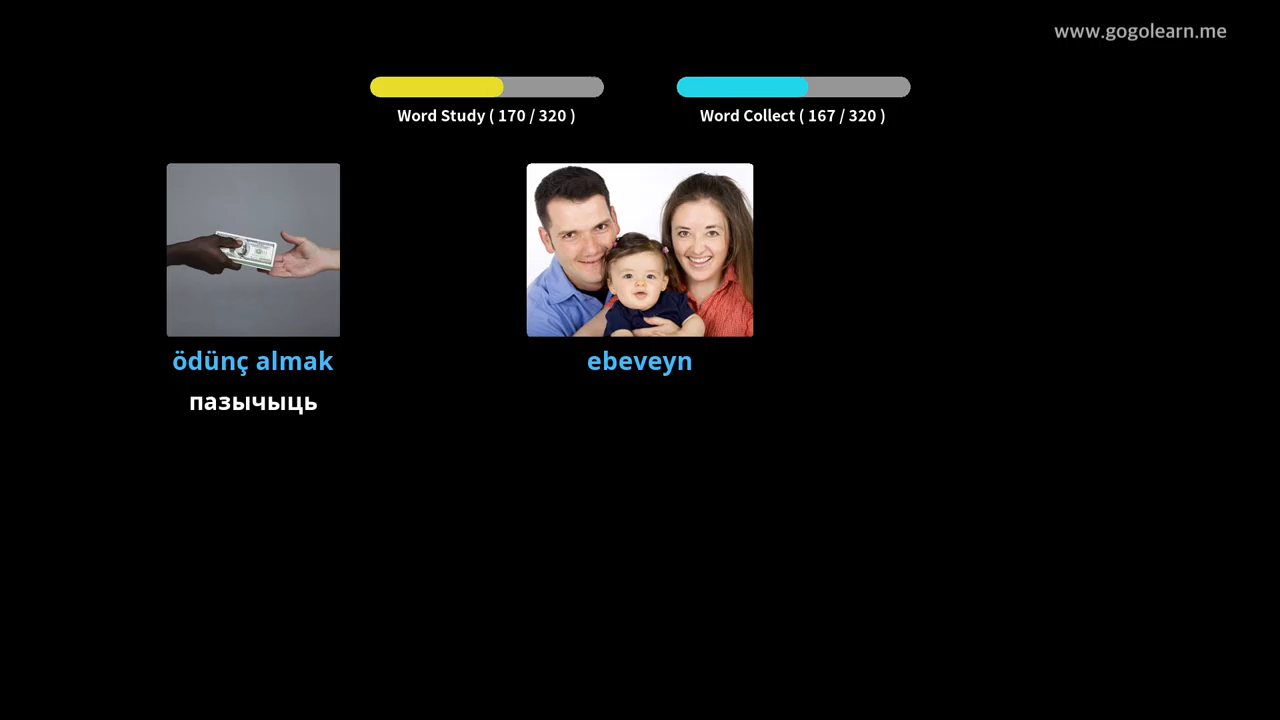 www.gogolearn.me
Word Study ( 170 / 320 )
Word Collect ( 167 / 320 )
ödünç almak
ebeveyn
пазычыць